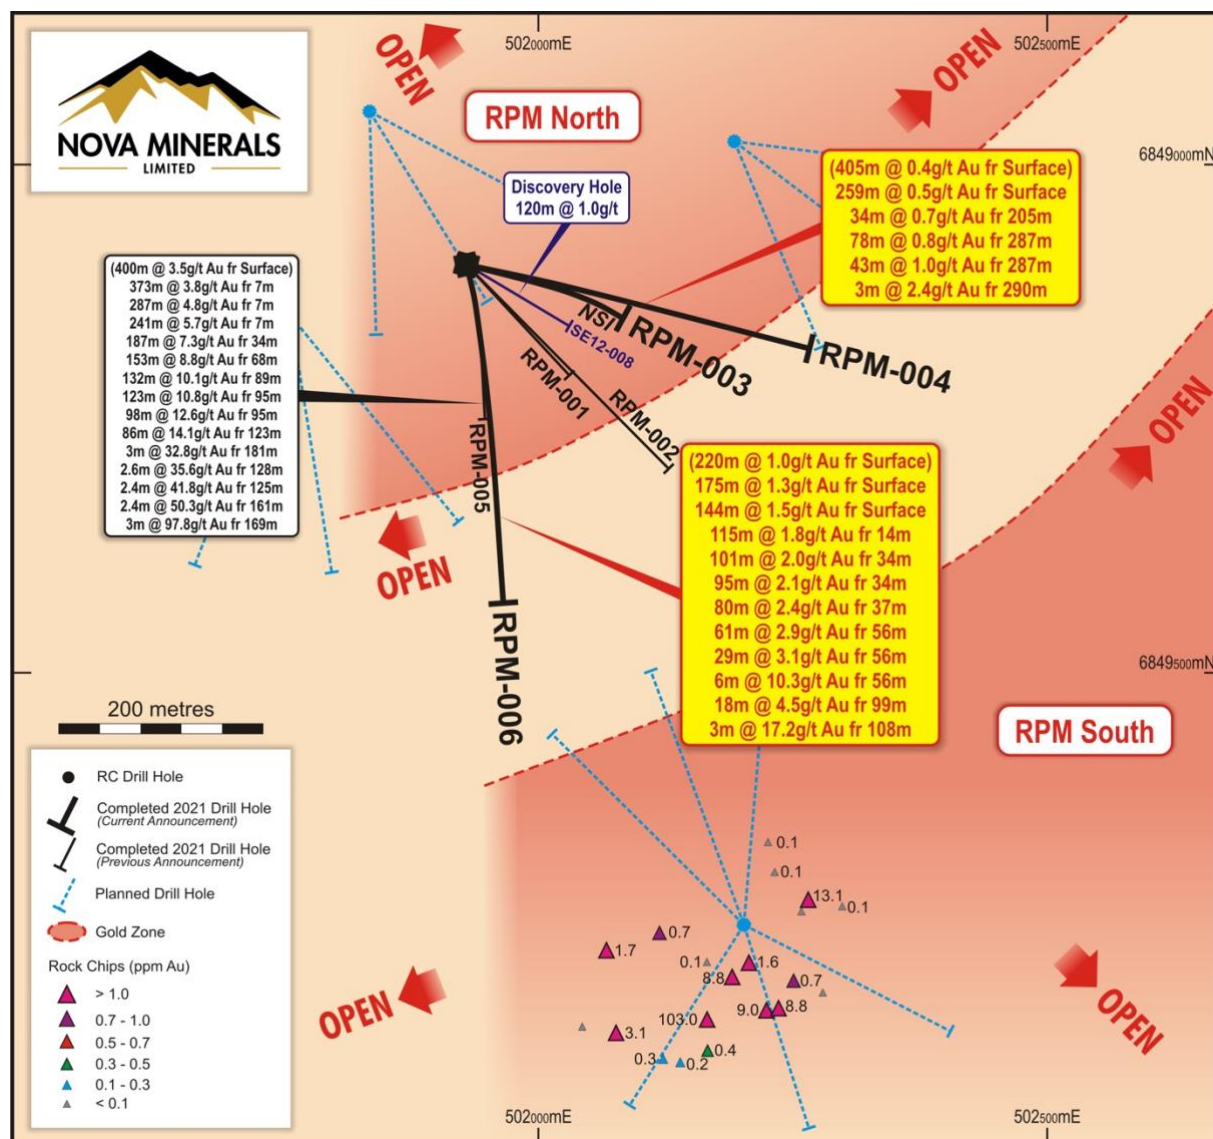 OPEN
502000mE
502500mE
OPEN
NOVA MINERALS
LIMITED
RPM North
6849000mN
Discovery Hole
120m @ 1.0g/t
(405m @ 0.4g/t Au fr Surface)
259m @ 0.5g/t Au fr Surface
34m @ 0.7g/t Au fr 205m
78m @ 0.8g/t Au fr 287m
43m @ 1.0g/t Au fr 287m
3m @ 2.4g/t Au fr 290m
(400m @ 3.5g/t Au fr Surface)
373m @ 3.8g/t Au fr 7m
287m @ 4.8g/t Au fr 7m
241m @ 5.7g/t Au fr 7m
187m @ 7.3g/t Au fr 34m
153m @ 8.8g/t Au fr 68m
132m @ 10.1g/t Au fr 89m
123m @ 10.8g/t Au fr 95m
98m @ 12.6g/t Au fr 95m
86m @ 14.1g/t Au fr 123m
3m @ 32.8g/t Au fr 181m
2.6m @ 35.6g/t Au fr 128m
2.4m @ 41.8g/t Au fr 125m
2.4m @ 50.3g/t Au fr 161m
3m @ 97.8g/t Au fr 169m
NSI
RPM-003
SE12-008
RPM-004
RPM-001
RPM-002
RPM-005
RPM-006
OPEN
OPEN
(220m @ 1.0g/t Au fr Surface)
175m @ 1.3g/t Au fr Surface
144m @ 1.5g/t Au fr Surface
115m @ 1.8g/t Au fr 14m
101m @ 2.0g/t Au fr 34m
95m @ 2.1g/t Au fr 34m
80m @ 2.4g/t Au fr 37m
61m @ 2.9g/t Au fr 56m
29m @ 3.1g/t Au fr 56m
6m @ 10.3g/t Au fr 56m
18m @ 4.5g/t Au fr 99m
3m @ 17.2g/t Au fr 108m
6849500mN
RPM South
200 metres
RC Drill Hole
Completed 2021 Drill Hole
(Current Announcement)
Completed 2021 Drill Hole
(Previous Announcement)
Planned Drill Hole
Gold Zone
Rock Chips (ppm Au)
> 1.0
0.7 - 1.0
0.5 - 0.7
0.3 - 0.5
0.1 - 0.3
< 0.1
0.1
0.1
13.1
0.1
0.7
1.7
0.1
1.6
8.8
0.7
9.0
8.8
103.0
3.1
0.4
0.3
0.2
OPEN
OPEN
502000mE
502500mE